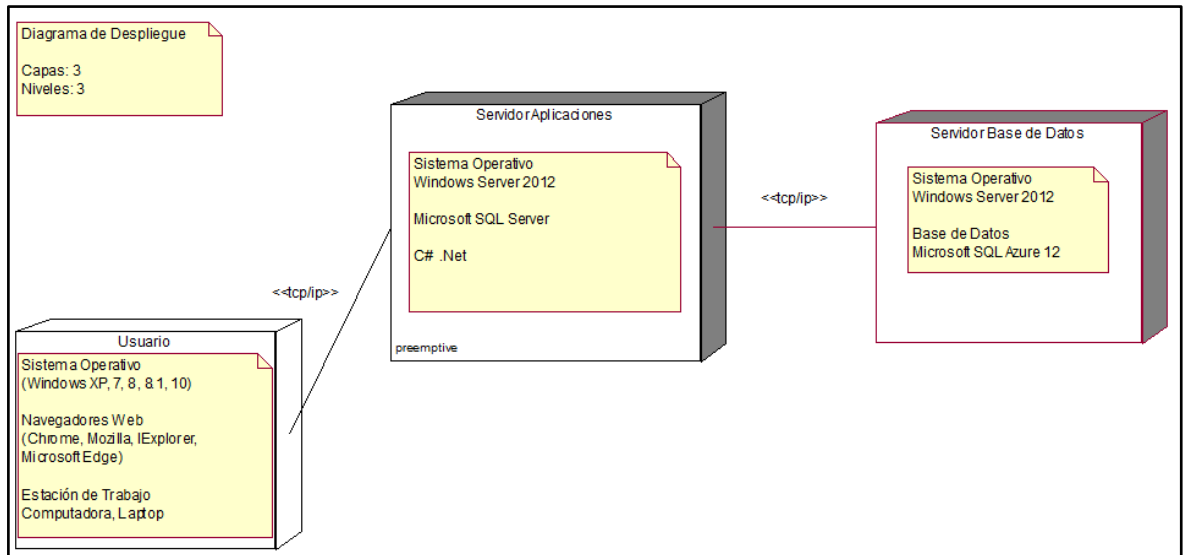 Diagrama de Despliegue
Capas: 3
Niveles: 3
Servidor Aplicaciones
Sistema Operativo
Windows Server 2012
Microsoft SQL Server
C# .Net
preemptive
<<tcp/ip>>
Servidor Base de Datos
Sistema Operativo
Windows Server 2012
Base de Datos
Microsoft SQL Azure 12
<<tcp/ip>>
Usuario
Sistema Operativo
(Windows XP, 7, 8, 8.1, 10)
Navegadores Web
(Chrome, Mozilla, IExplorer,
Microsoft Edge)
Estación de Trabajo
Computadora, Laptop